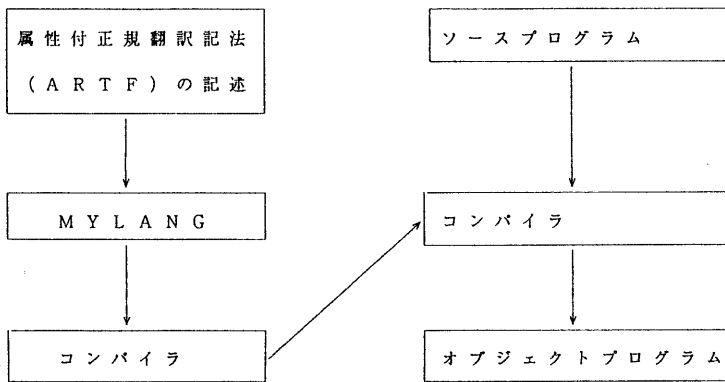 属性付正規翻訳記法
(ARTF)の記述
MYLANG
コンパイラ
ソースプログラム
コンパイラ
オブジェクトプログラム